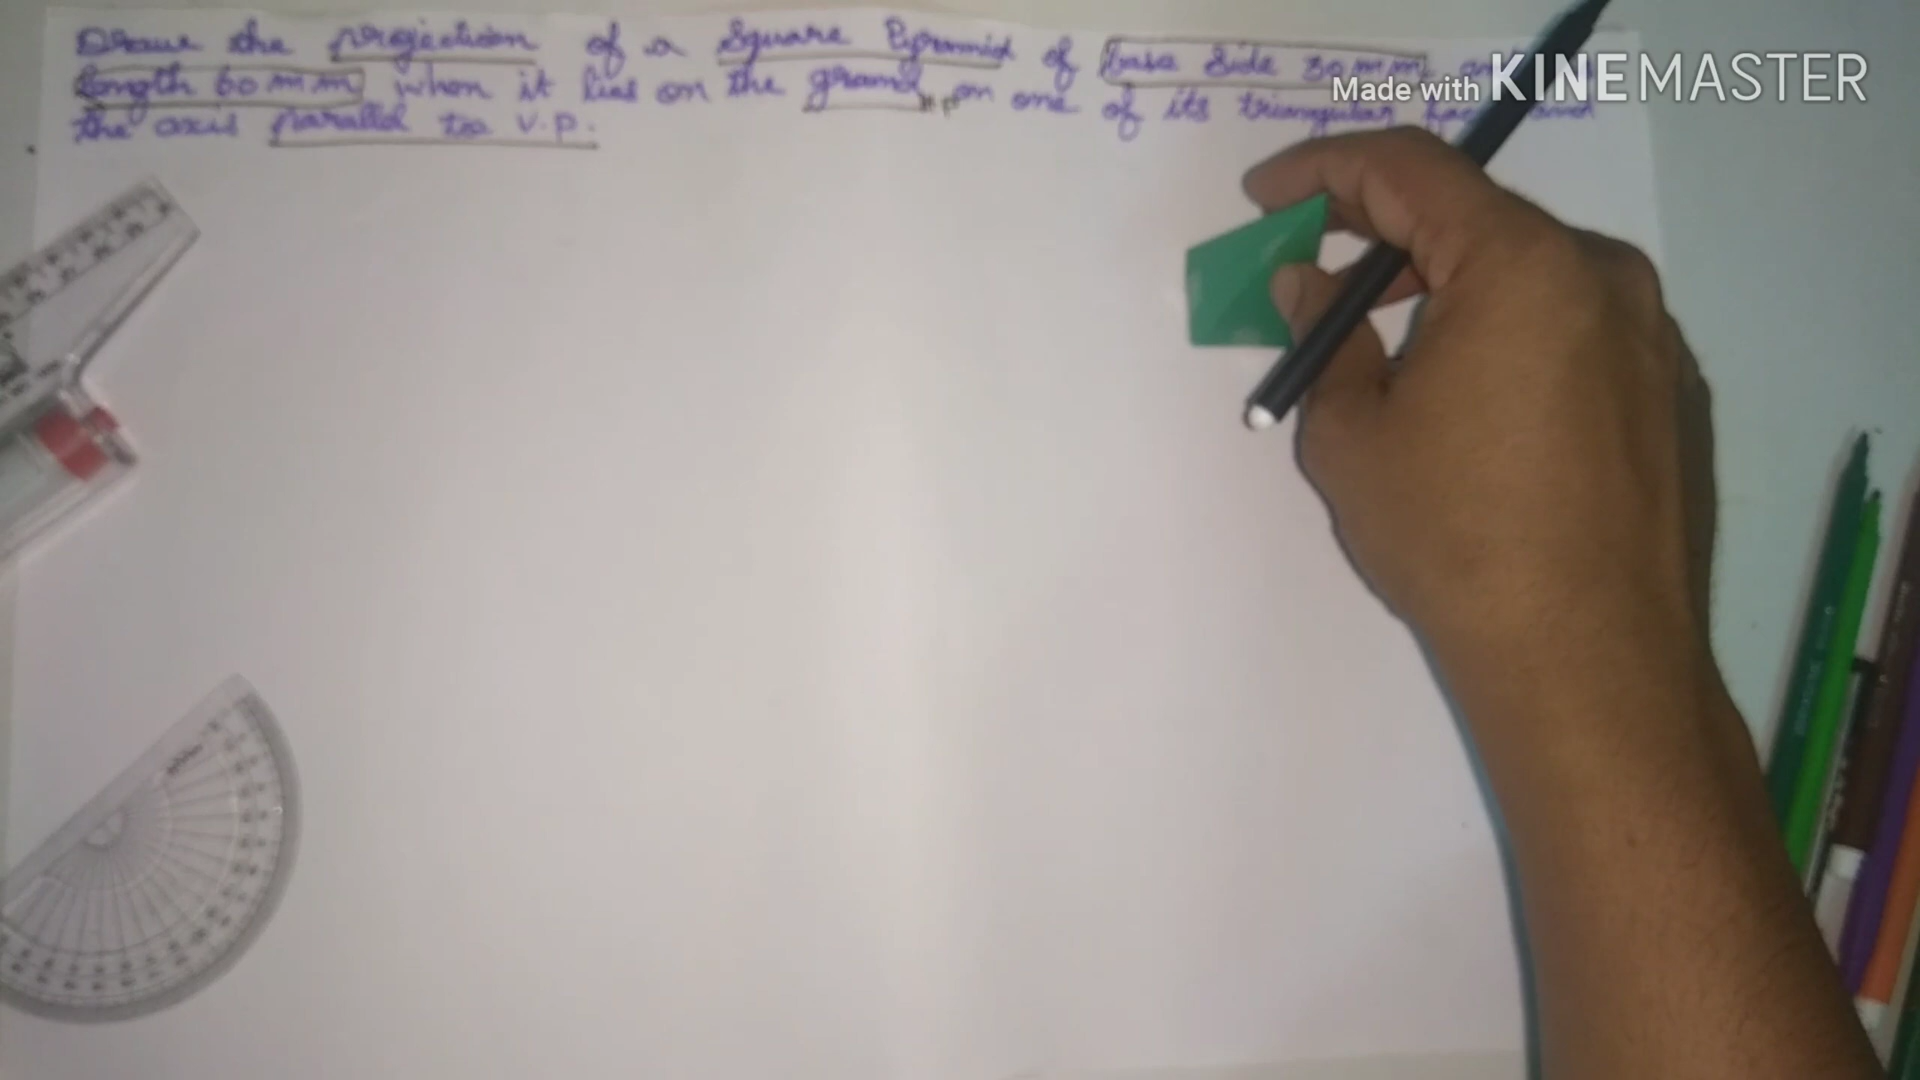 Draw the projection of a Square Pyramid of base side 30 mm
Made with KINEMASTER
length 60 mm when it lies on the ground H.P on one of its triangular face and
the axis parallel to V.P.